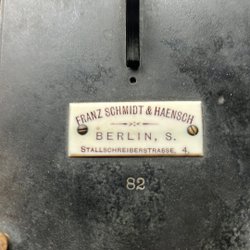 FRANZ SCHMIDT & HAENSCH
BERLIN, S.
STALLSCHREIBERSTRASSE, 4.
82